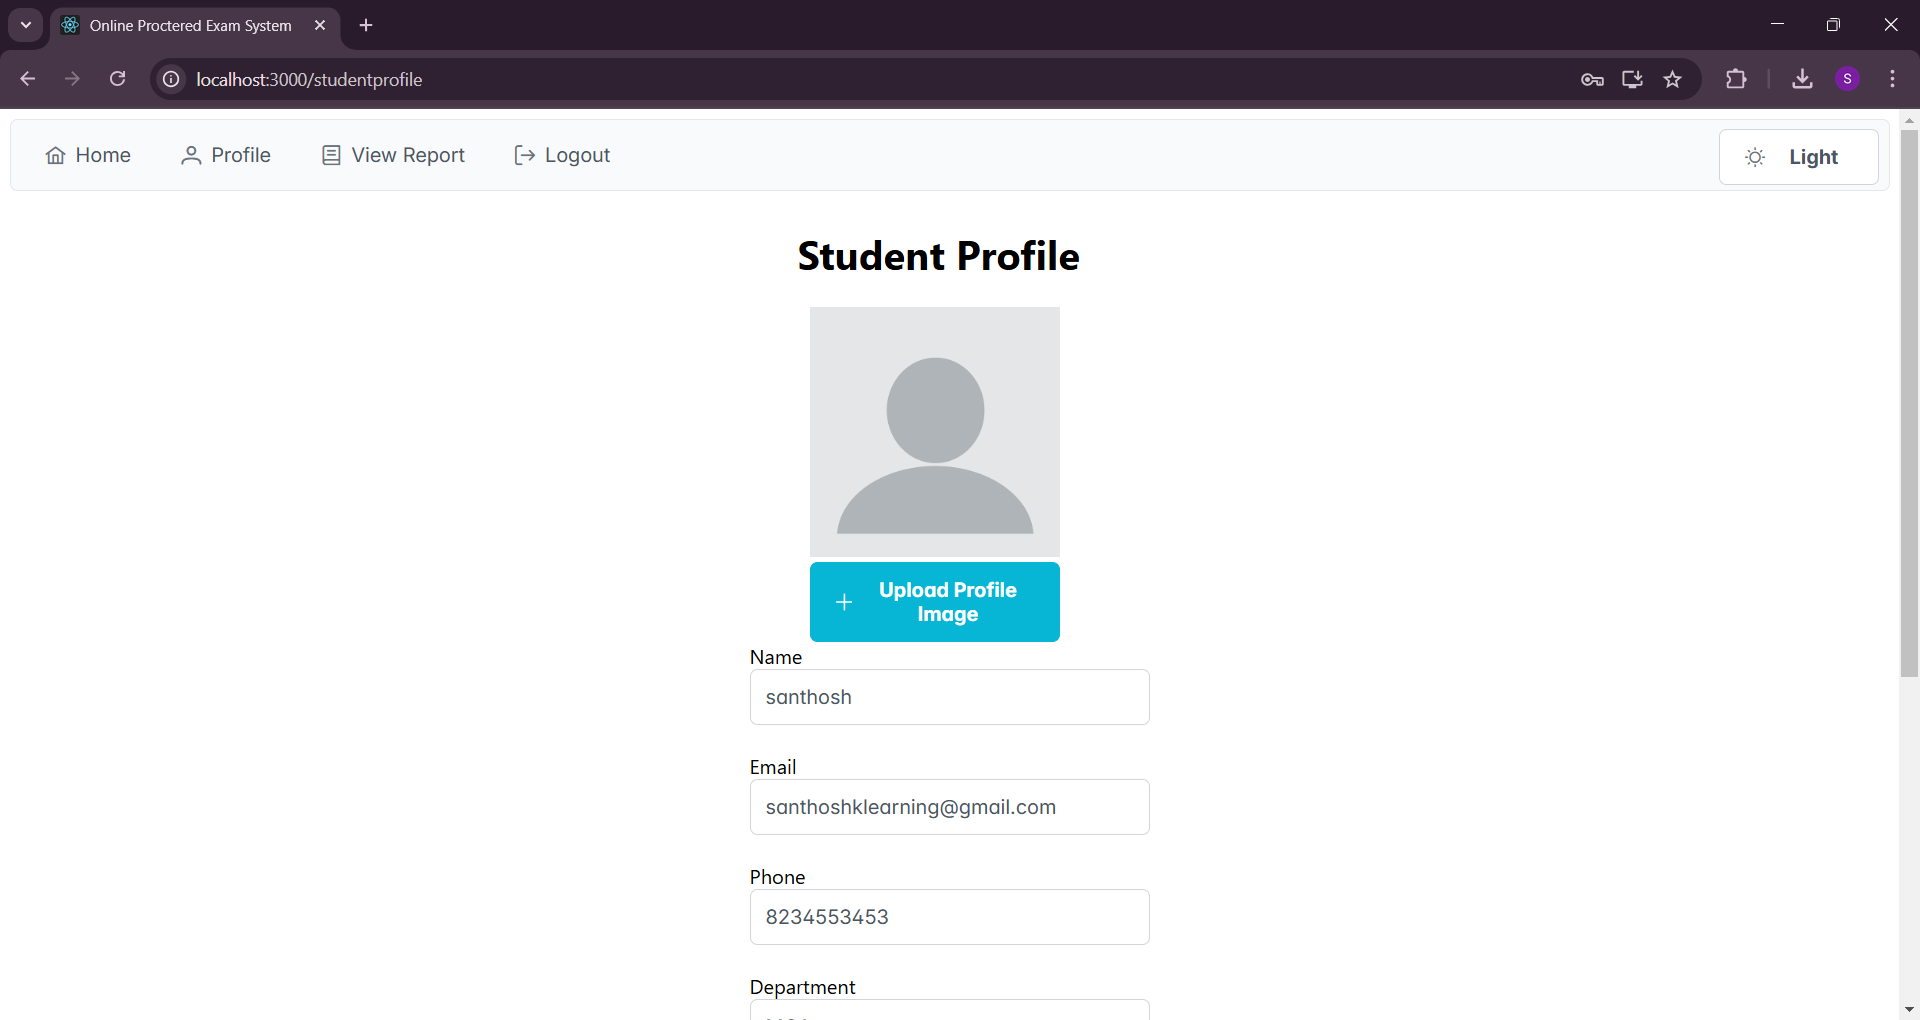 Online Proctered Exam System
localhost:3000/studentprofile
S
Home
Profile
View Report
Logout
Light
Student Profile
Upload Profile
Image
Name
santhosh
Email
santhoshklearning@gmail.com
Phone
8234553453
Department